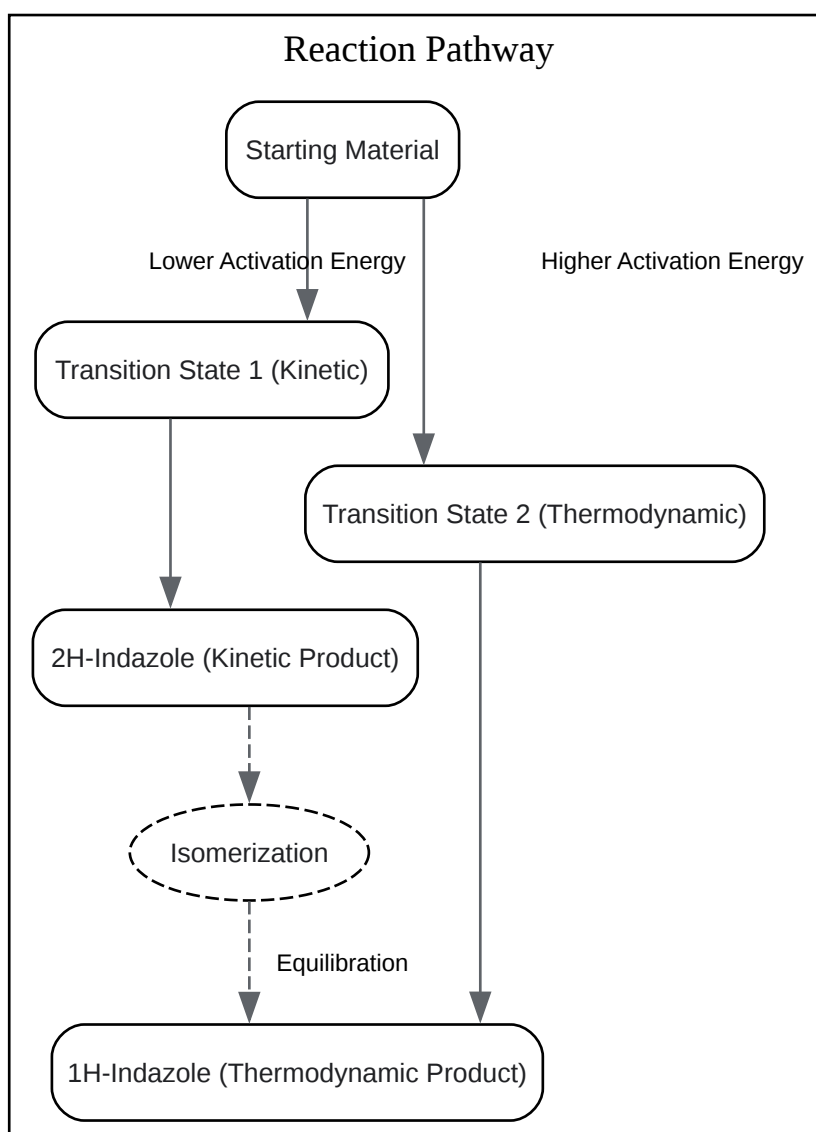 Reaction Pathway
Starting Material
Lower Activation Energy
Higher Activation Energy
Transition State 1 (Kinetic)
Transition State 2 (Thermodynamic)
2H-Indazole (Kinetic Product)
Isomerization
Equilibration
1H-Indazole (Thermodynamic Product)